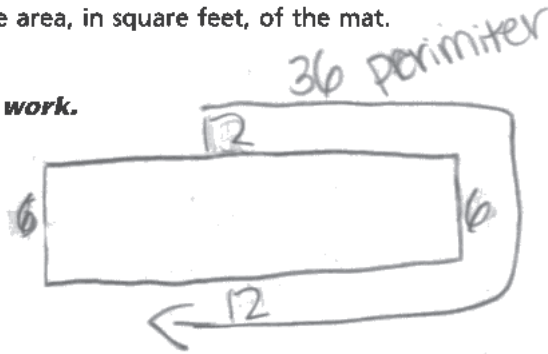 e area, in square feet, of the mat.
36 perimiter
work.
12
6 6
12